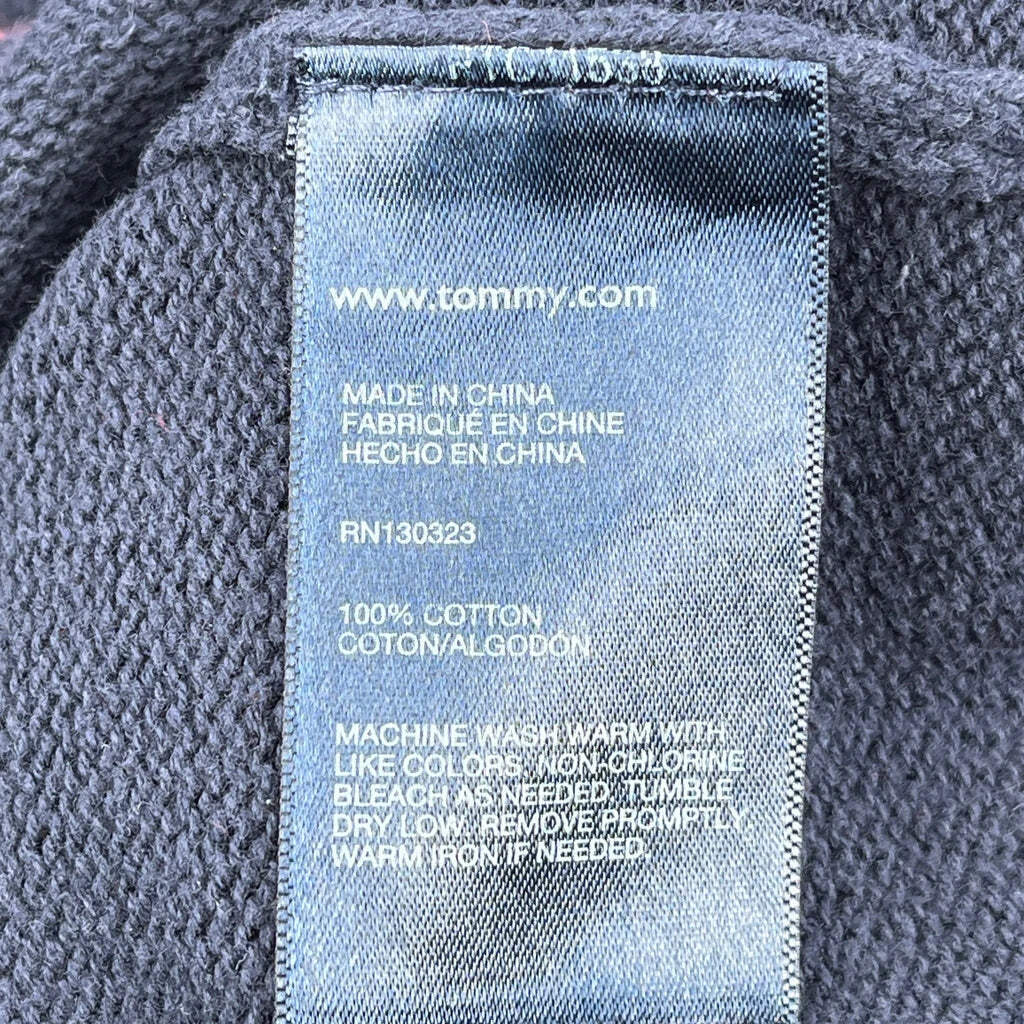 www.tommy.com
MADE IN CHINA
FABRIQUÉ EN CHINE
HECHO EN CHINA
RN130323
100% COTTON
COTON/ALGODÓN
MACHINE WASH WARM WITH
LIKE COLORS. NON-CHLORINE
BLEACH AS NEEDED. TUMBLE
DRY LOW. REMOVE PROMPTLY.
WARM IRON IF NEEDED.